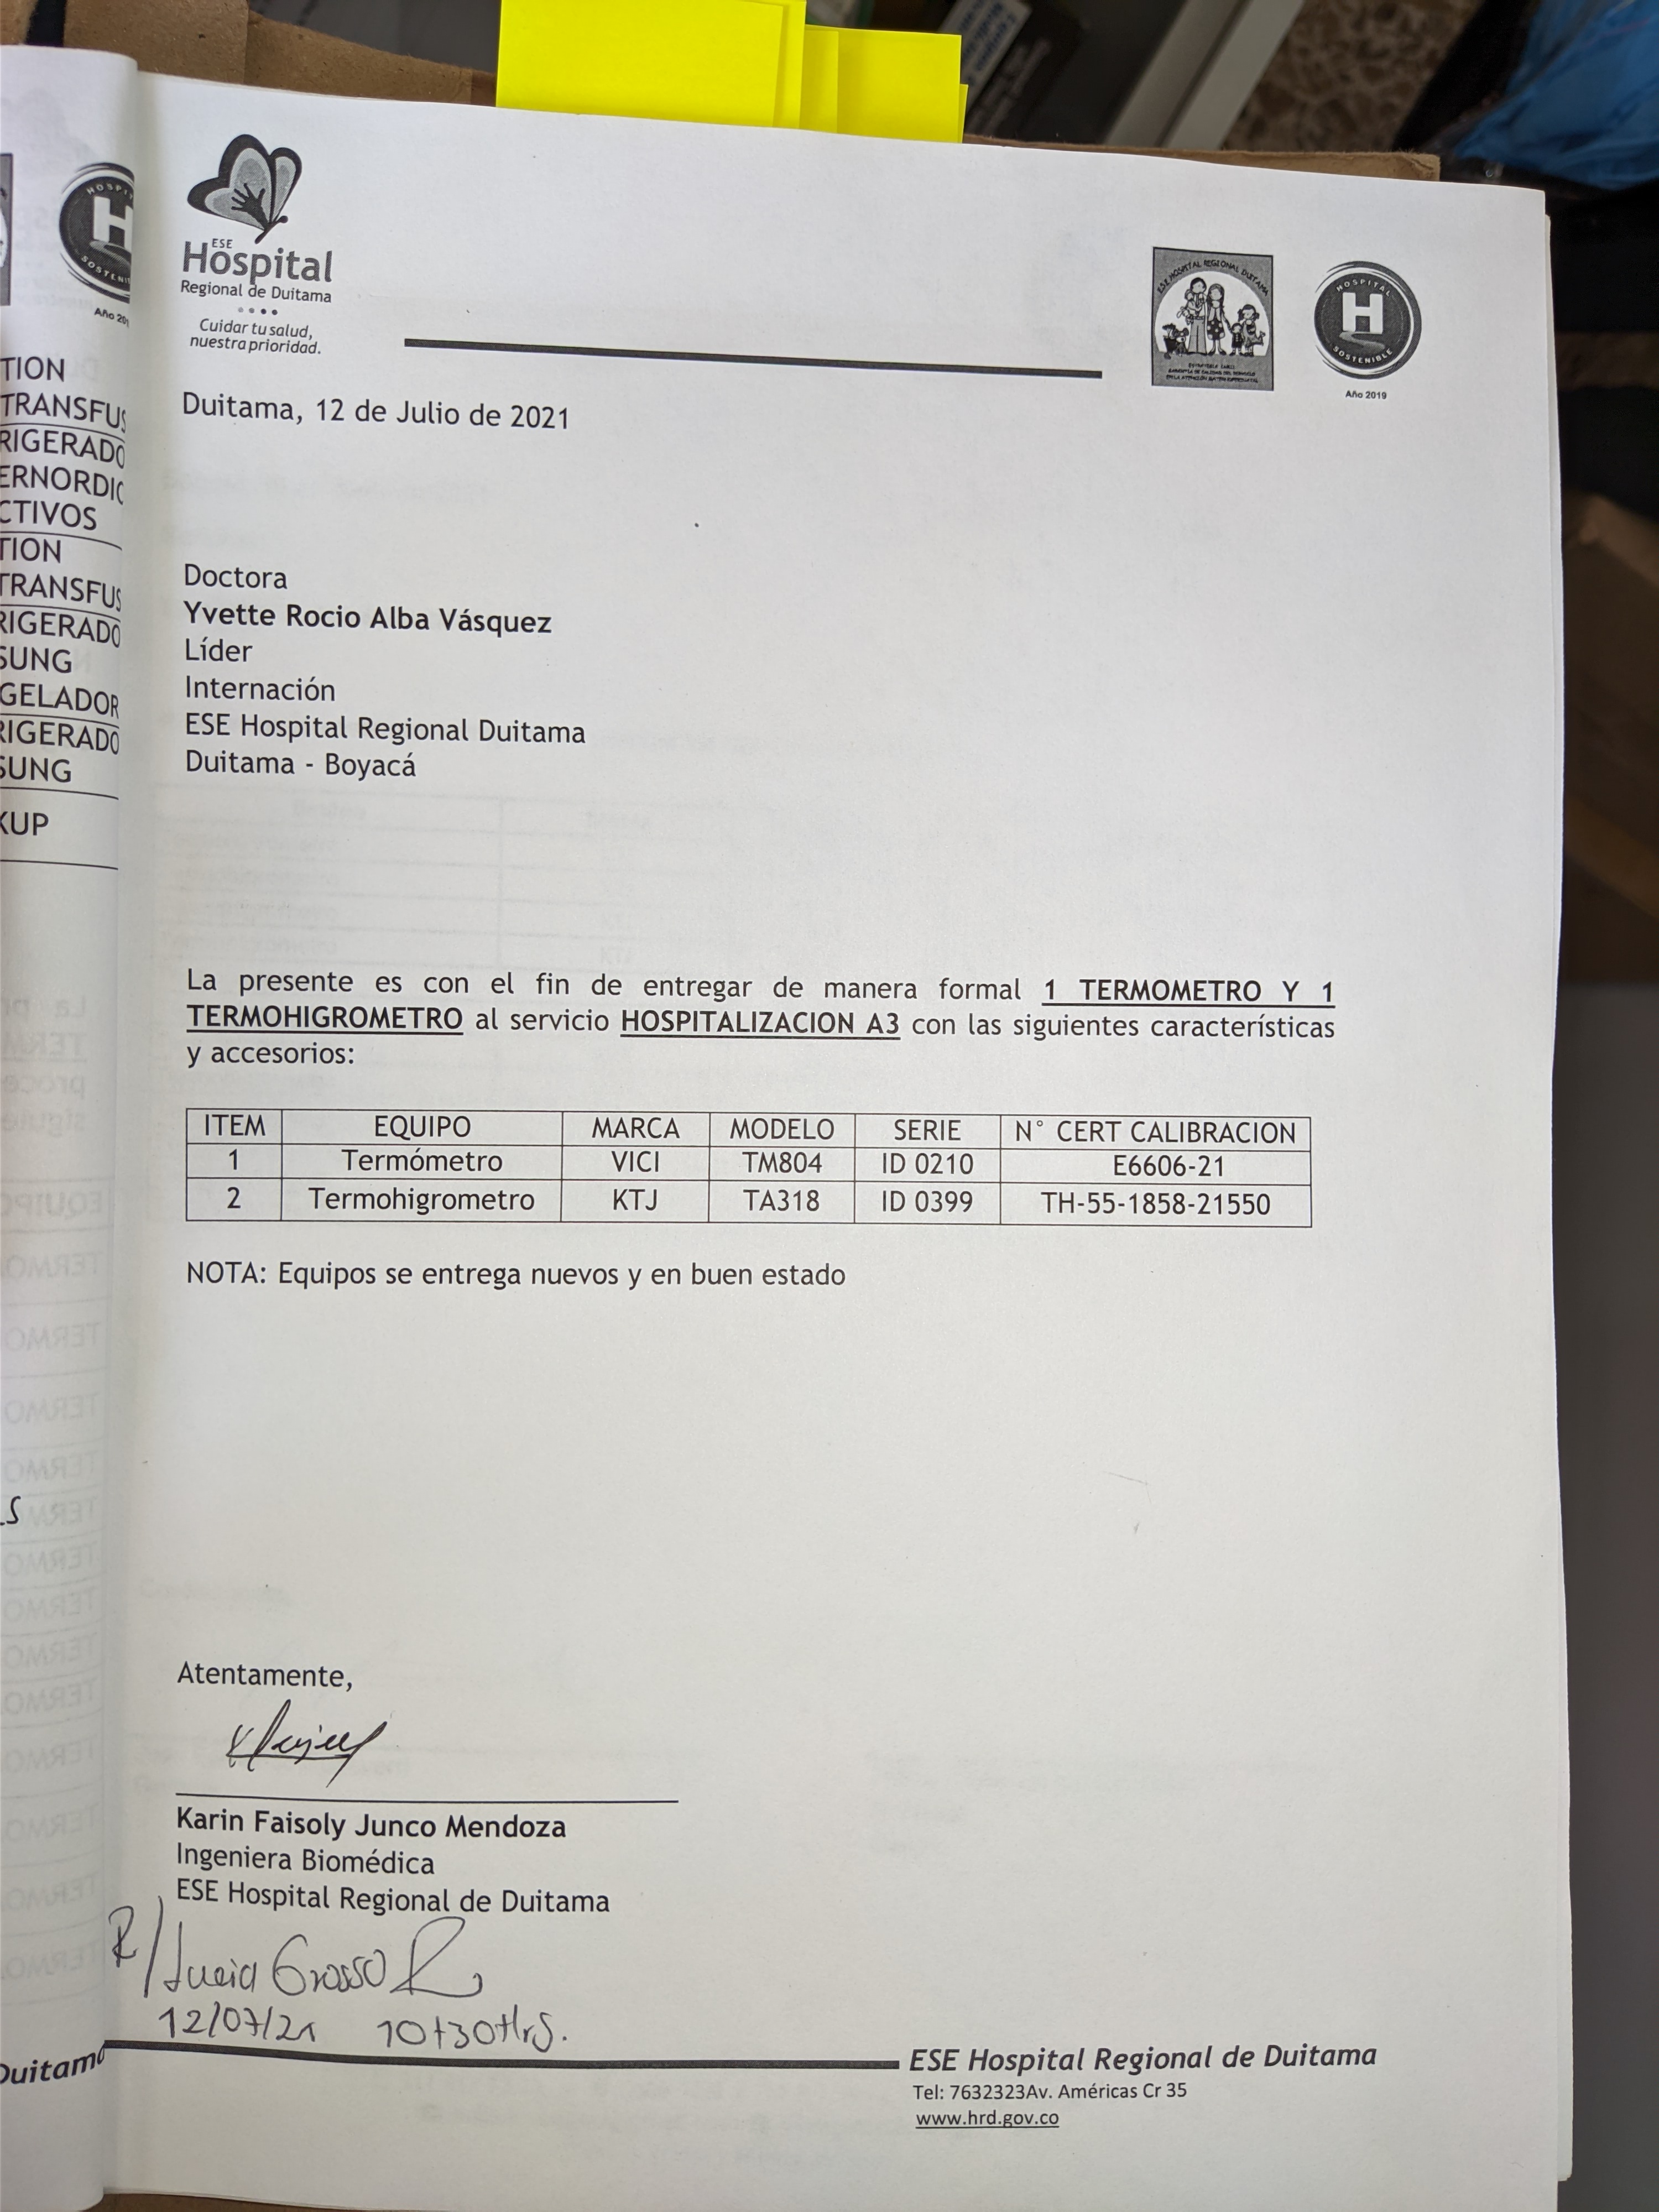 TION
TRANSFUS
RIGERADO
ERNORDIC
CTIVOS
TION
TRANSFUS
RIGERADO
SUNG
GELADOR
RIGERADO
SUNG
KUP
Duitama
ESE
Hospital
Regional de Duitama
Cuidar tu salud,
nuestra prioridad.
ESE HOSPITAL REGIONAL DUITAMA
HOSPITAL
H
SOSTENIBLE
Año 2019
Duitama, 12 de Julio de 2021
Doctora
Yvette Rocio Alba Vásquez
Líder
Internación
ESE Hospital Regional Duitama
Duitama - Boyacá
La presente es con el fin de entregar de manera formal 1 TERMOMETRO Y 1
TERMOHIGROMETRO al servicio HOSPITALIZACION A3 con las siguientes características
y accesorios:
ITEM EQUIPO MARCA MODELO SERIE N° CERT CALIBRACION
1 Termómetro VICI TM804 ID 0210 E6606-21
2 Termohigrometro KTJ TA318 ID 0399 TH-55-1858-21550
NOTA: Equipos se entrega nuevos y en buen estado
Atentamente,
Karin Faisoly Junco Mendoza
Ingeniera Biomédica
ESE Hospital Regional de Duitama
R/ Lucia Grosso R
12/07/21 10+30Hrs.
ESE Hospital Regional de Duitama
Tel: 7632323Av. Américas Cr 35
www.hrd.gov.co